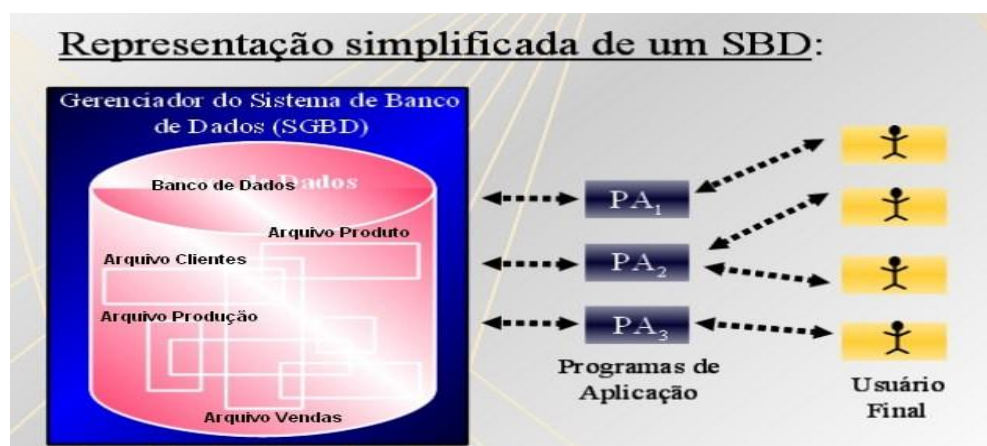 Representação simplificada de um SBD:
Gerenciador do Sistema de Banco
de Dados (SGBD)
Banco de Dados
Arquivo Produto
Arquivo Clientes
Arquivo Produção
Arquivo Vendas
PA1
PA2
PA3
Programas de
Aplicação
Usuário
Final